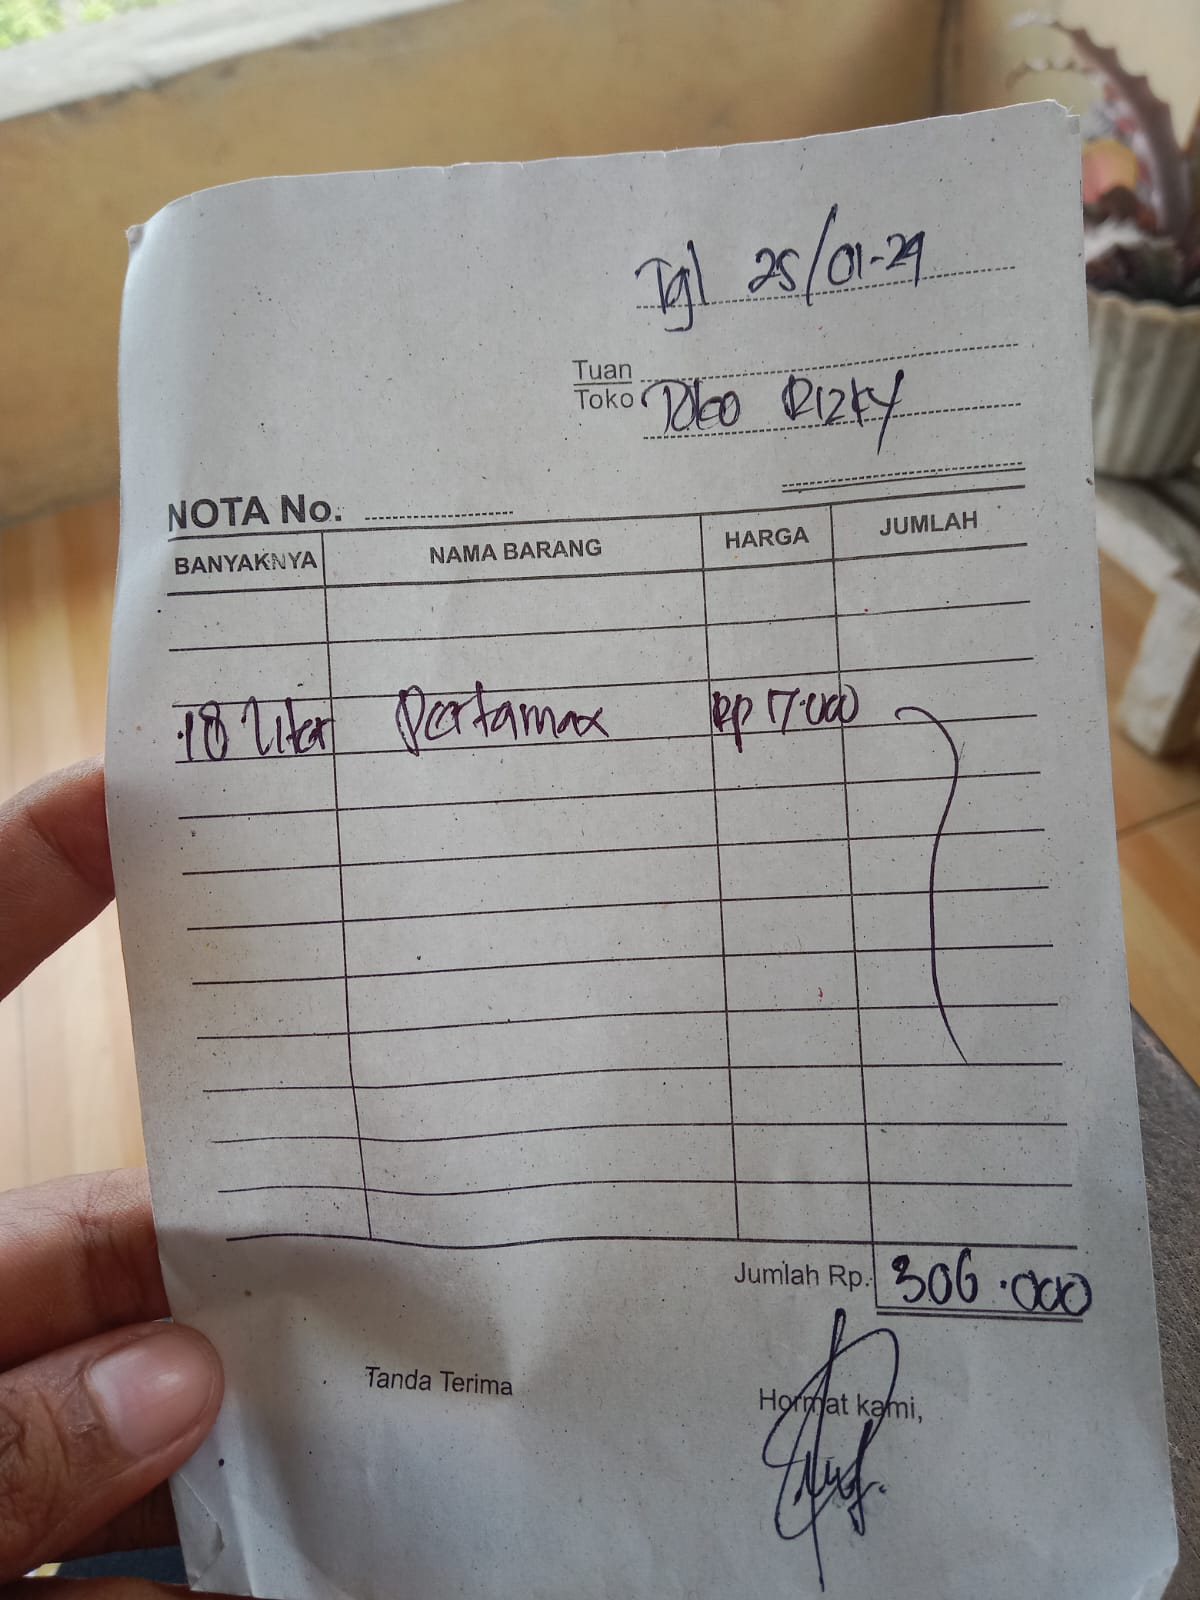 Tgl 25/01-24
Tuan
Toko Toko Rizky
NOTA No.
BANYAKNYA NAMA BARANG HARGA JUMLAH
18 Liter Pertamax Rp 17.000
Jumlah Rp. 306.000
Tanda Terima
Hormat kami,